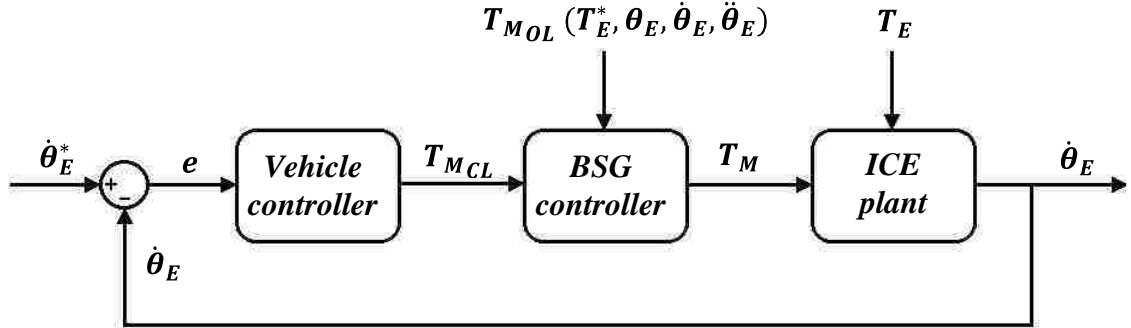 T_{M_{OL}} (T_E^*, θ_E, θ̇_E, θ̈_E)
T_E
θ̇_E^*
+
-
e
Vehicle
controller
T_{M_{CL}}
BSG
controller
T_M
ICE
plant
θ̇_E
θ̇_E